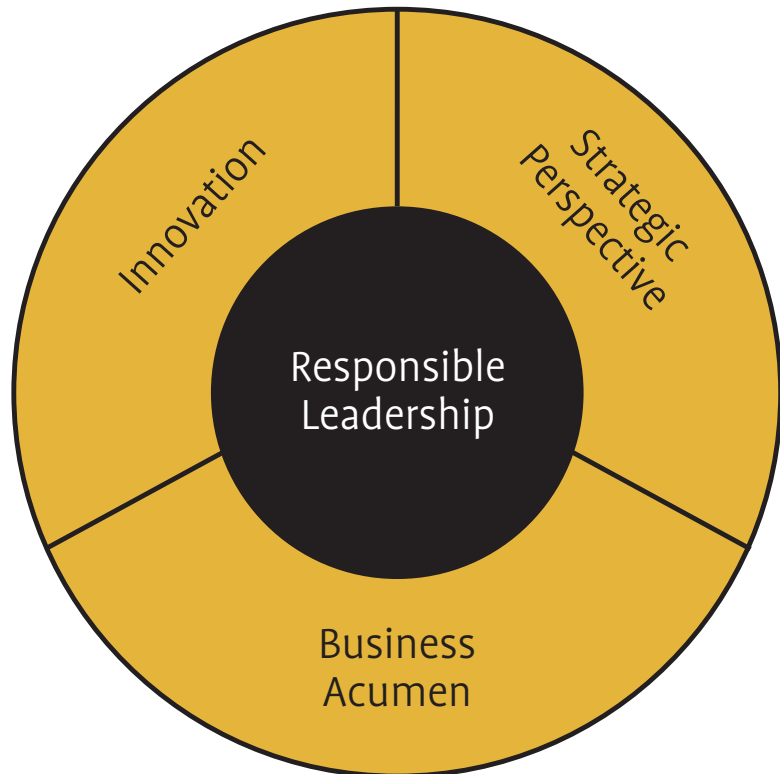 Innovation
Strategic
Perspective
Responsible
Leadership
Business
Acumen